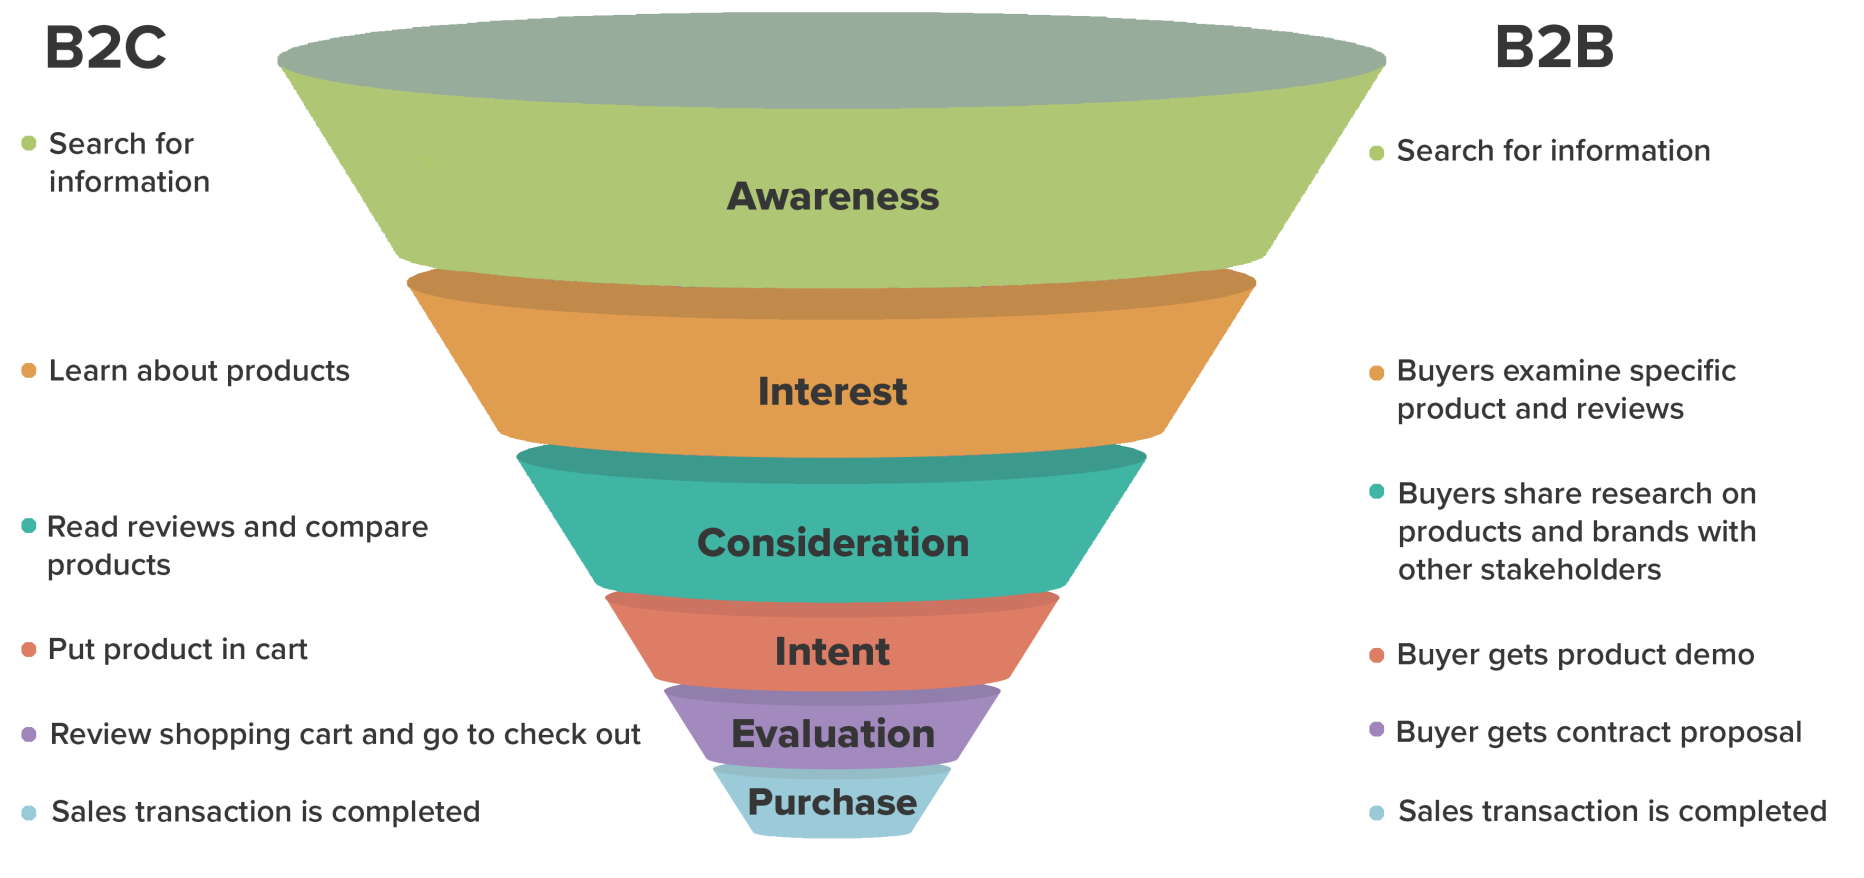 B2C
B2B
Search for
information
Awareness
Search for information
Learn about products
Interest
Buyers examine specific
product and reviews
Read reviews and compare
products
Consideration
Buyers share research on
products and brands with
other stakeholders
Put product in cart
Intent
Buyer gets product demo
Review shopping cart and go to check out
Evaluation
Buyer gets contract proposal
Sales transaction is completed
Purchase
Sales transaction is completed